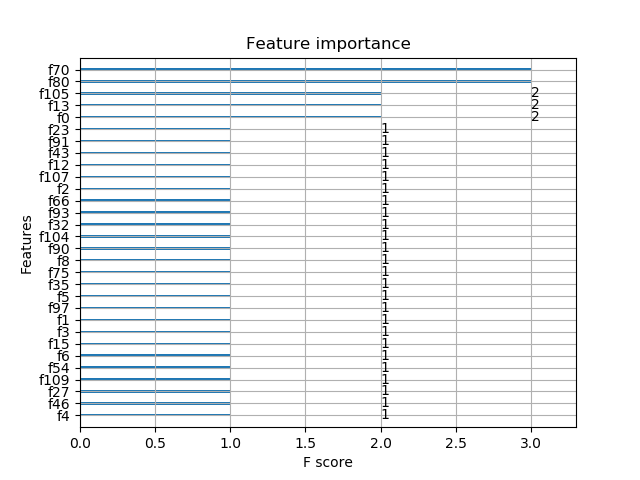 Feature importance
Features
f70
f80
f105 2
f13 2
f0 2
f23 1
f91 1
f43 1
f12 1
f107 1
f2 1
f66 1
f93 1
f32 1
f104 1
f90 1
f8 1
f75 1
f35 1
f5 1
f97 1
f1 1
f3 1
f15 1
f6 1
f54 1
f109 1
f27 1
f46 1
f4 1
0.0 0.5 1.0 1.5 2.0 2.5 3.0
F score